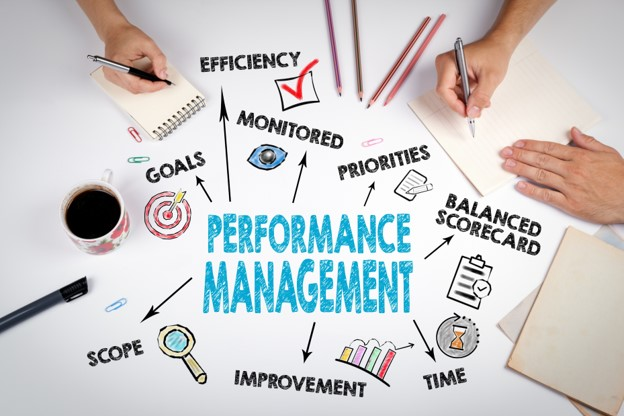 EFFICIENCY
MONITORED
GOALS
PRIORITIES
BALANCED
SCORECARD
PERFORMANCE
MANAGEMENT
SCOPE
IMPROVEMENT
TIME